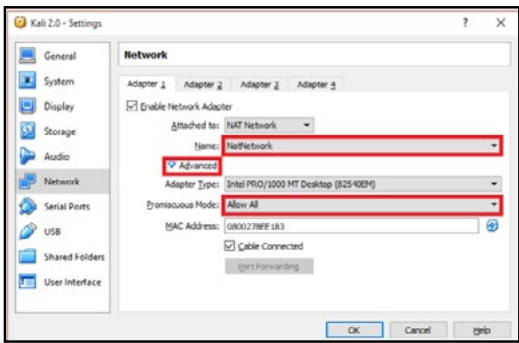 Kali 2.0 - Settings
?
General
System
Display
Storage
Audio
Network
Serial Ports
USB
Shared Folders
User Interface
Network
Adapter 1 Adapter 2 Adapter 3 Adapter 4
Enable Network Adapter
Attached to: NAT Network
Name: NatNetwork
Advanced
Adapter Type: Intel PRO/1000 MT Desktop (82540EM)
Promiscuous Mode: Allow All
MAC Address: 0800278EE183
Cable Connected
Port Forwarding
OK Cancel Help